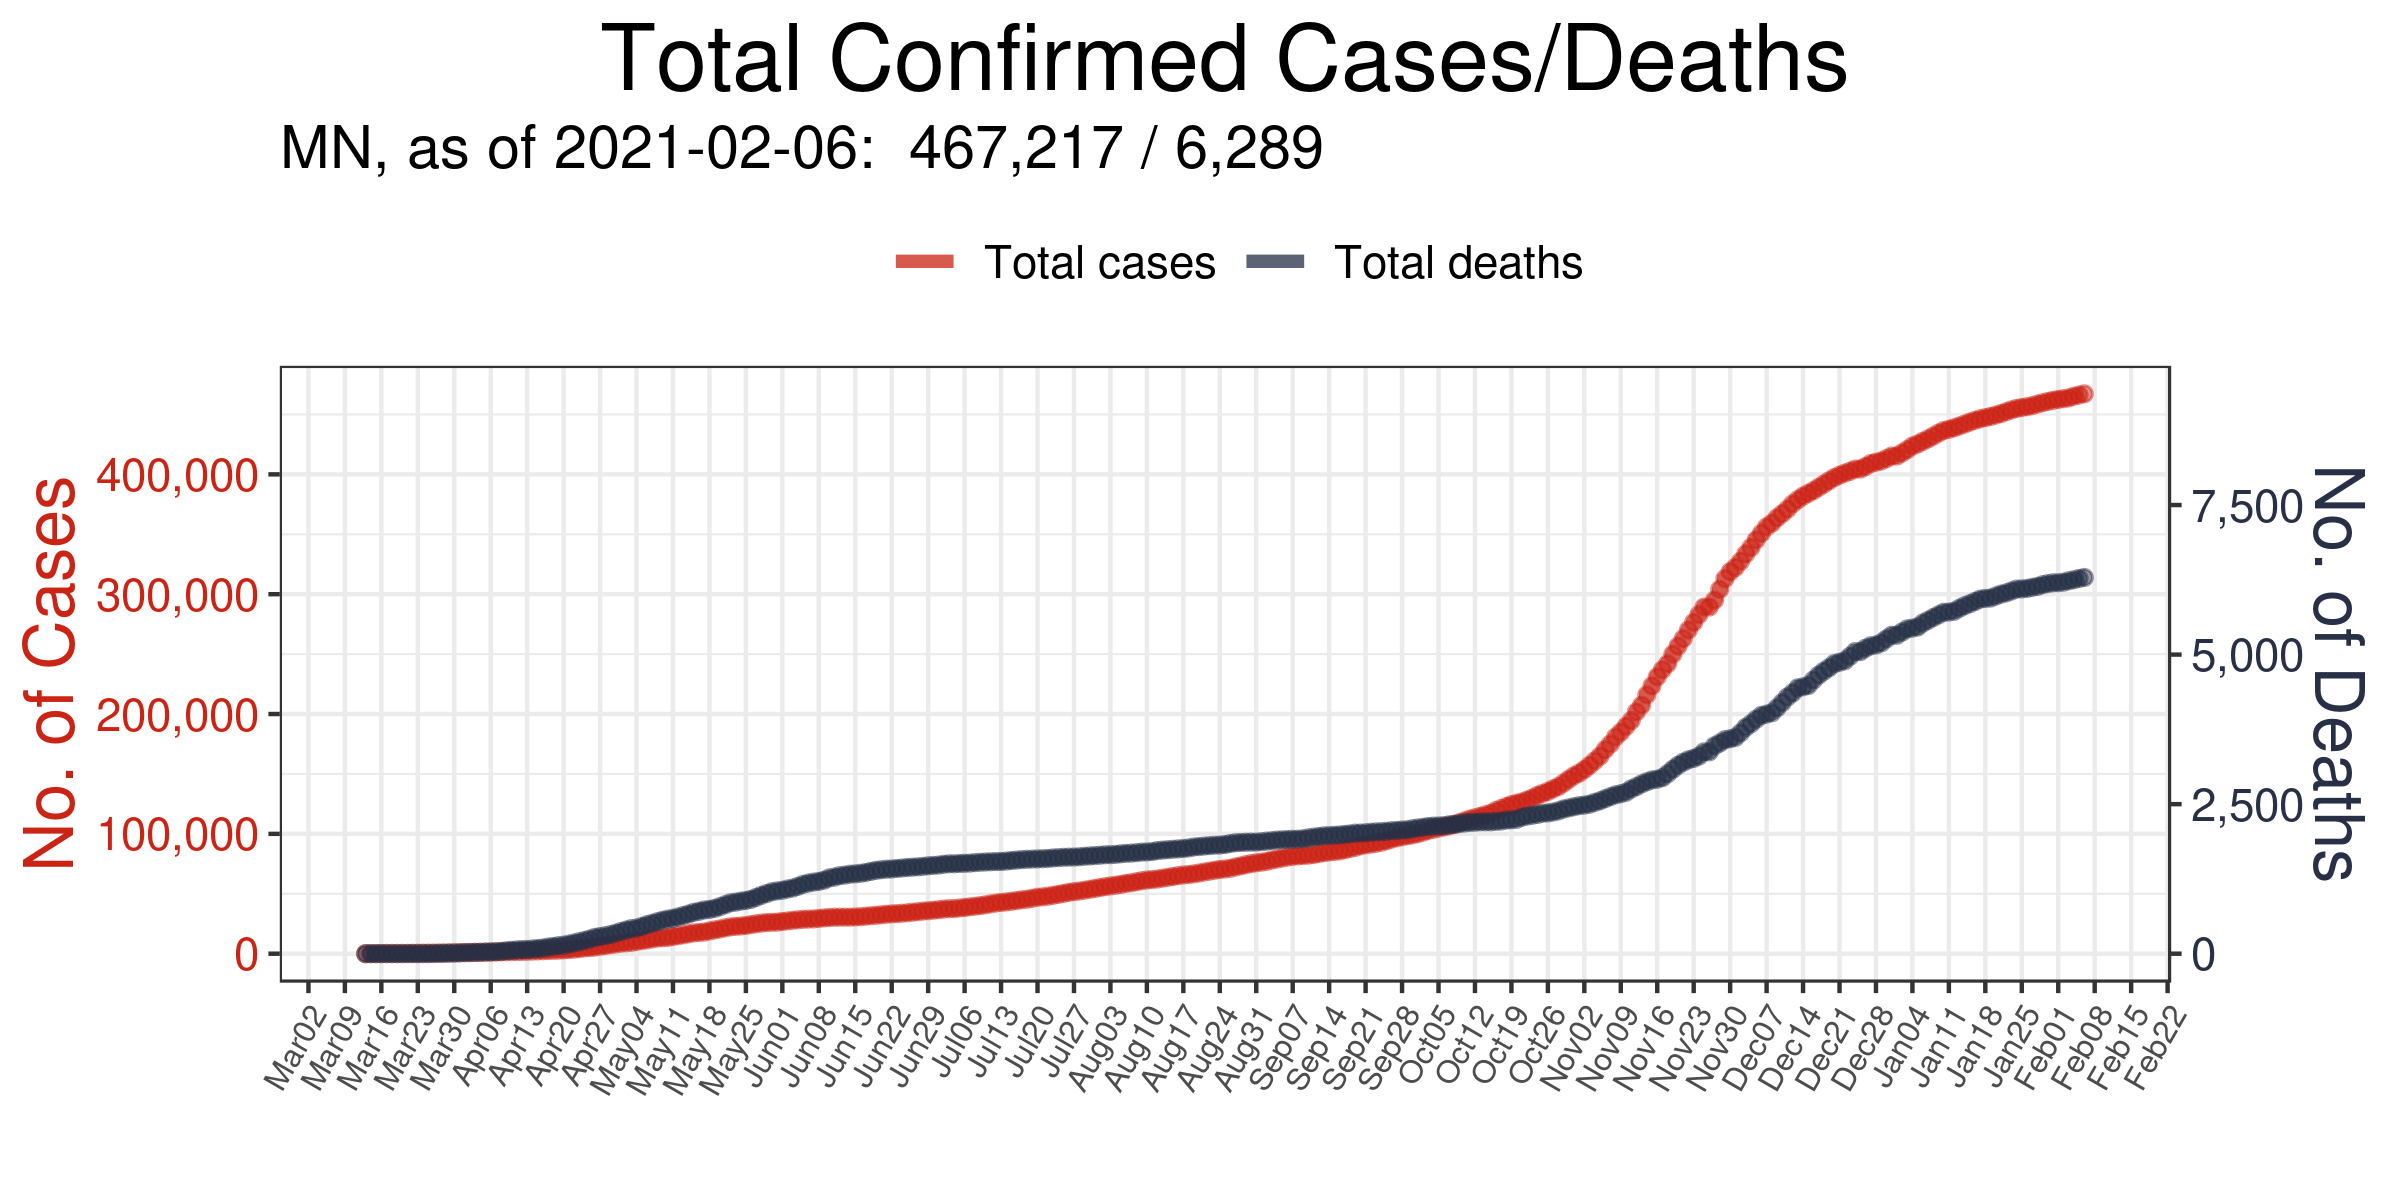 Total Confirmed Cases/Deaths
MN, as of 2021-02-06:  467,217 / 6,289
Total cases
Total deaths
No. of Cases
400,000
300,000
200,000
100,000
0
7,500
5,000
2,500
0
No. of Deaths
Mar02
Mar09
Mar16
Mar23
Mar30
Apr06
Apr13
Apr20
Apr27
May04
May11
May18
May25
Jun01
Jun08
Jun15
Jun22
Jun29
Jul06
Jul13
Jul20
Jul27
Aug03
Aug10
Aug17
Aug24
Aug31
Sep07
Sep14
Sep21
Sep28
Oct05
Oct12
Oct19
Oct26
Nov02
Nov09
Nov16
Nov23
Nov30
Dec07
Dec14
Dec21
Dec28
Jan04
Jan11
Jan18
Jan25
Feb01
Feb08
Feb15
Feb22